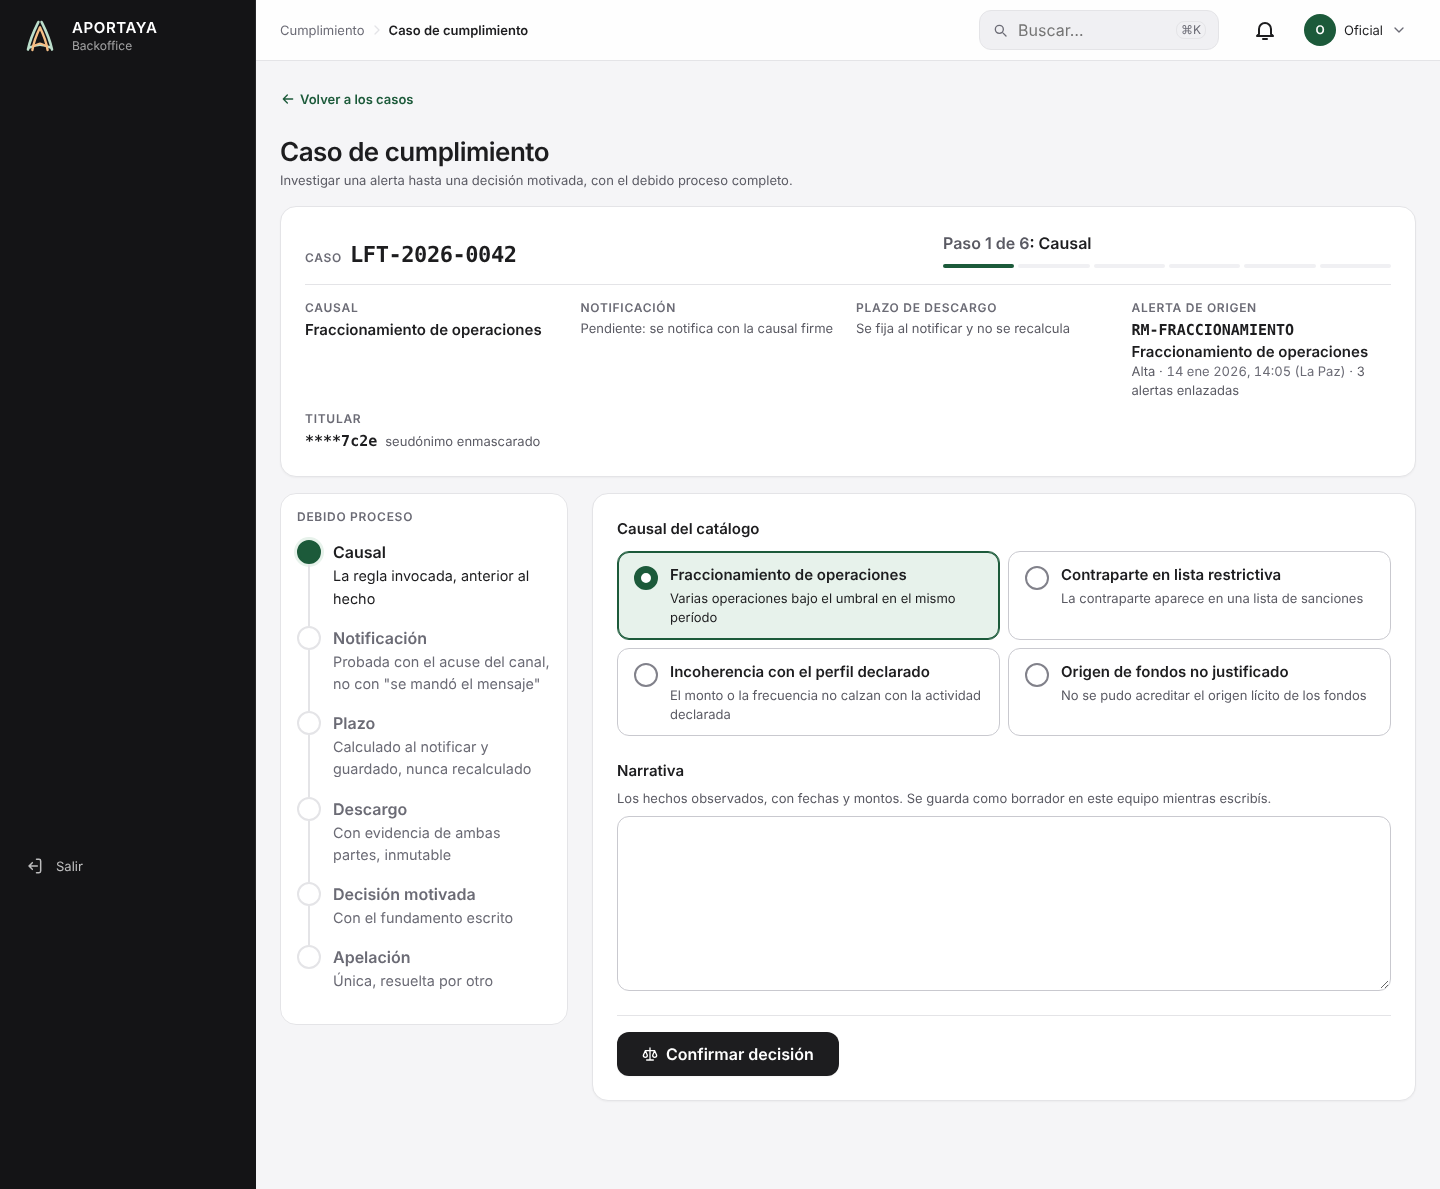 APORTAYA
Backoffice
Cumplimiento
Caso de cumplimiento
Buscar...
⌘K
O
Oficial
Volver a los casos
Caso de cumplimiento
Investigar una alerta hasta una decisión motivada, con el debido proceso completo.
CASO LFT-2026-0042
Paso 1 de 6: Causal
CAUSAL
Fraccionamiento de operaciones
NOTIFICACIÓN
Pendiente: se notifica con la causal firme
PLAZO DE DESCARGO
Se fija al notificar y no se recalcula
ALERTA DE ORIGEN
RM-FRACCIONAMIENTO
Fraccionamiento de operaciones
Alta · 14 ene 2026, 14:05 (La Paz) · 3
alertas enlazadas
TITULAR
****7c2e seudónimo enmascarado
DEBIDO PROCESO
Causal
La regla invocada, anterior al
hecho
Notificación
Probada con el acuse del canal,
no con "se mandó el mensaje"
Plazo
Calculado al notificar y
guardado, nunca recalculado
Descargo
Con evidencia de ambas
partes, inmutable
Decisión motivada
Con el fundamento escrito
Apelación
Única, resuelta por otro
Causal del catálogo
Fraccionamiento de operaciones
Varias operaciones bajo el umbral en el mismo
período
Contraparte en lista restrictiva
La contraparte aparece en una lista de sanciones
Incoherencia con el perfil declarado
El monto o la frecuencia no calzan con la actividad
declarada
Origen de fondos no justificado
No se pudo acreditar el origen lícito de los fondos
Narrativa
Los hechos observados, con fechas y montos. Se guarda como borrador en este equipo mientras escribís.
Confirmar decisión
Salir